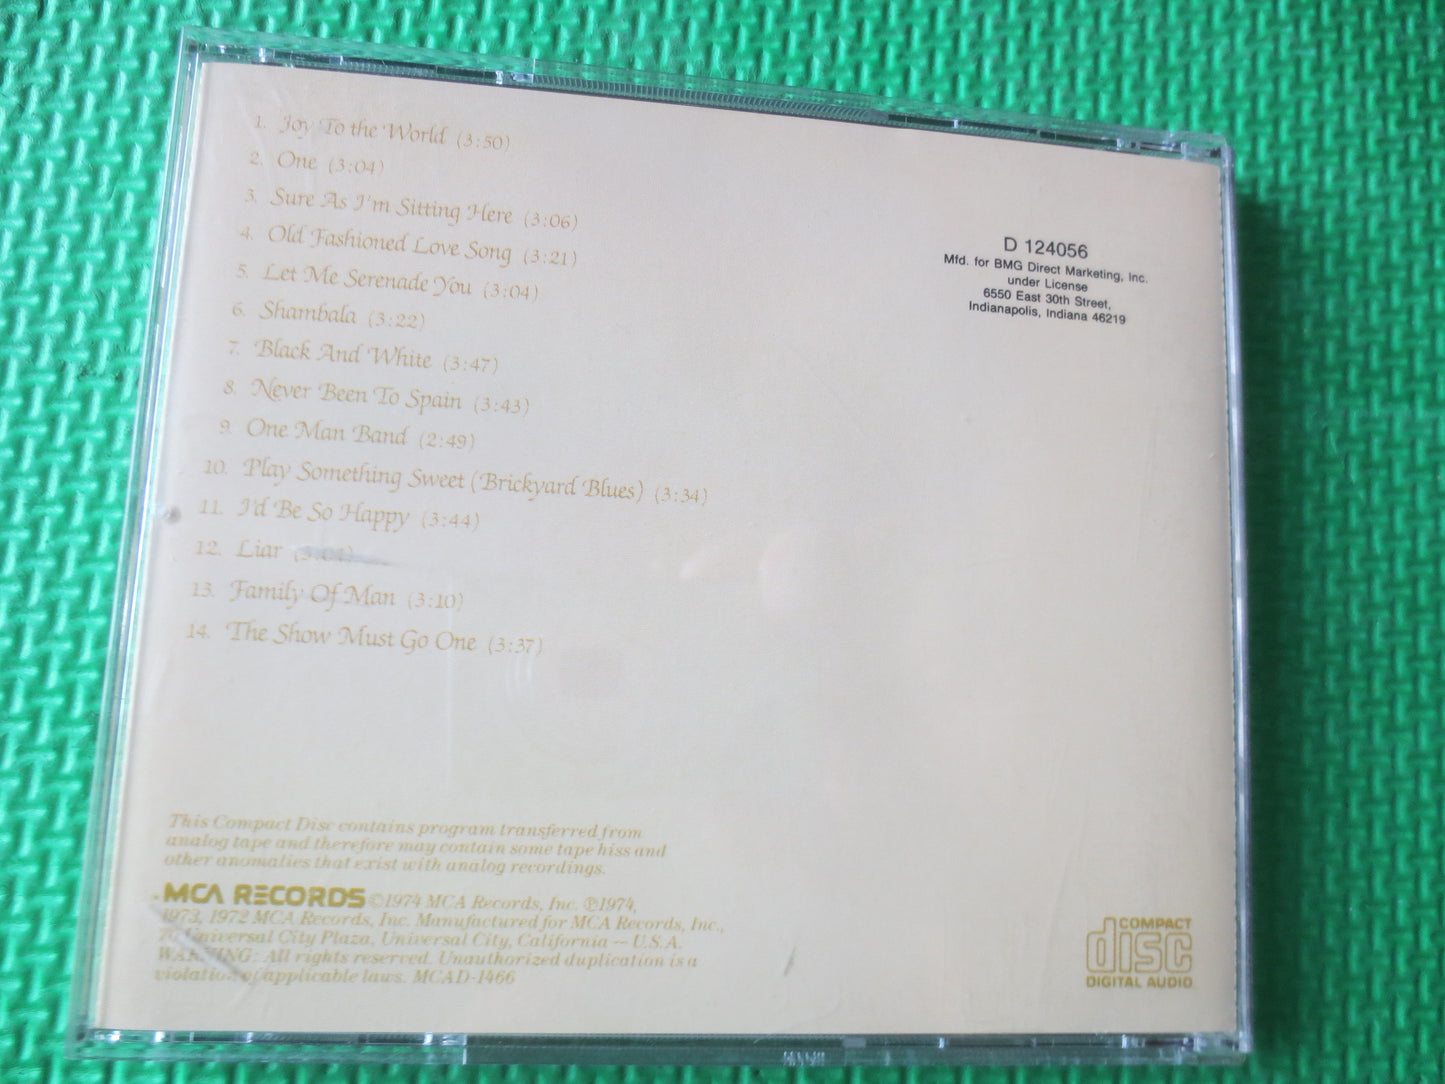 1. Joy To the World (3:50)
2. One (3:04)
3. Sure As I'm Sitting Here (3:06)
4. Old Fashioned Love Song (3:21)
5. Let Me Serenade You (3:04)
6. Shambala (3:22)
7. Black And White (3:47)
8. Never Been To Spain (3:43)
9. One Man Band (2:49)
10. Play Something Sweet (Brickyard Blues) (3:34)
11. I'd Be So Happy (3:44)
12. Liar (3:04)
13. Family Of Man (3:10)
14. The Show Must Go One (3:37)
D 124056
Mfd. for BMG Direct Marketing, Inc.
under License
6550 East 30th Street,
Indianapolis, Indiana 46219
This Compact Disc contains program transferred from
analog tape and therefore may contain some tape hiss and
other anomalies that exist with analog recordings.
MCA RECORDS ©1974 MCA Records, Inc. ℗1974,
1973, 1972 MCA Records, Inc. Manufactured for MCA Records, Inc.,
70 Universal City Plaza, Universal City, California — U.S.A.
WARNING: All rights reserved. Unauthorized duplication is a
violation of applicable laws. MCAD-1466
COMPACT
disc
DIGITAL AUDIO